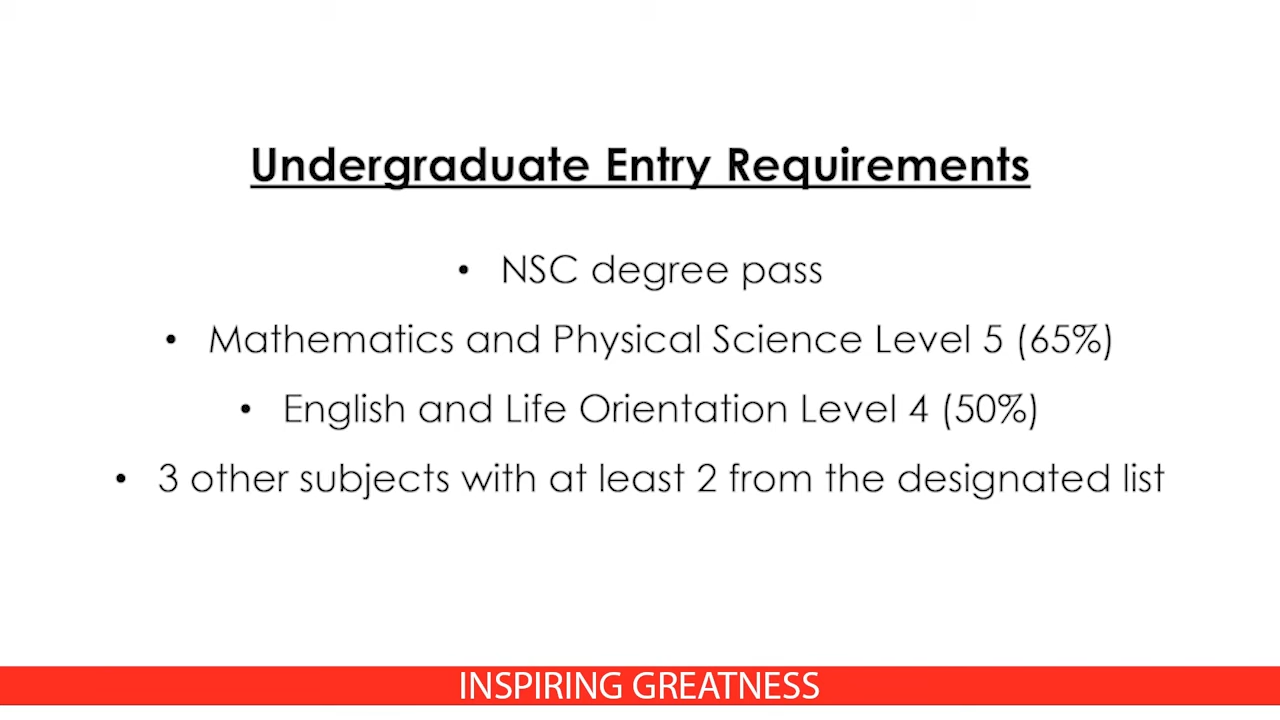 Undergraduate Entry Requirements
• NSC degree pass
• Mathematics and Physical Science Level 5 (65%)
• English and Life Orientation Level 4 (50%)
• 3 other subjects with at least 2 from the designated list
INSPIRING GREATNESS